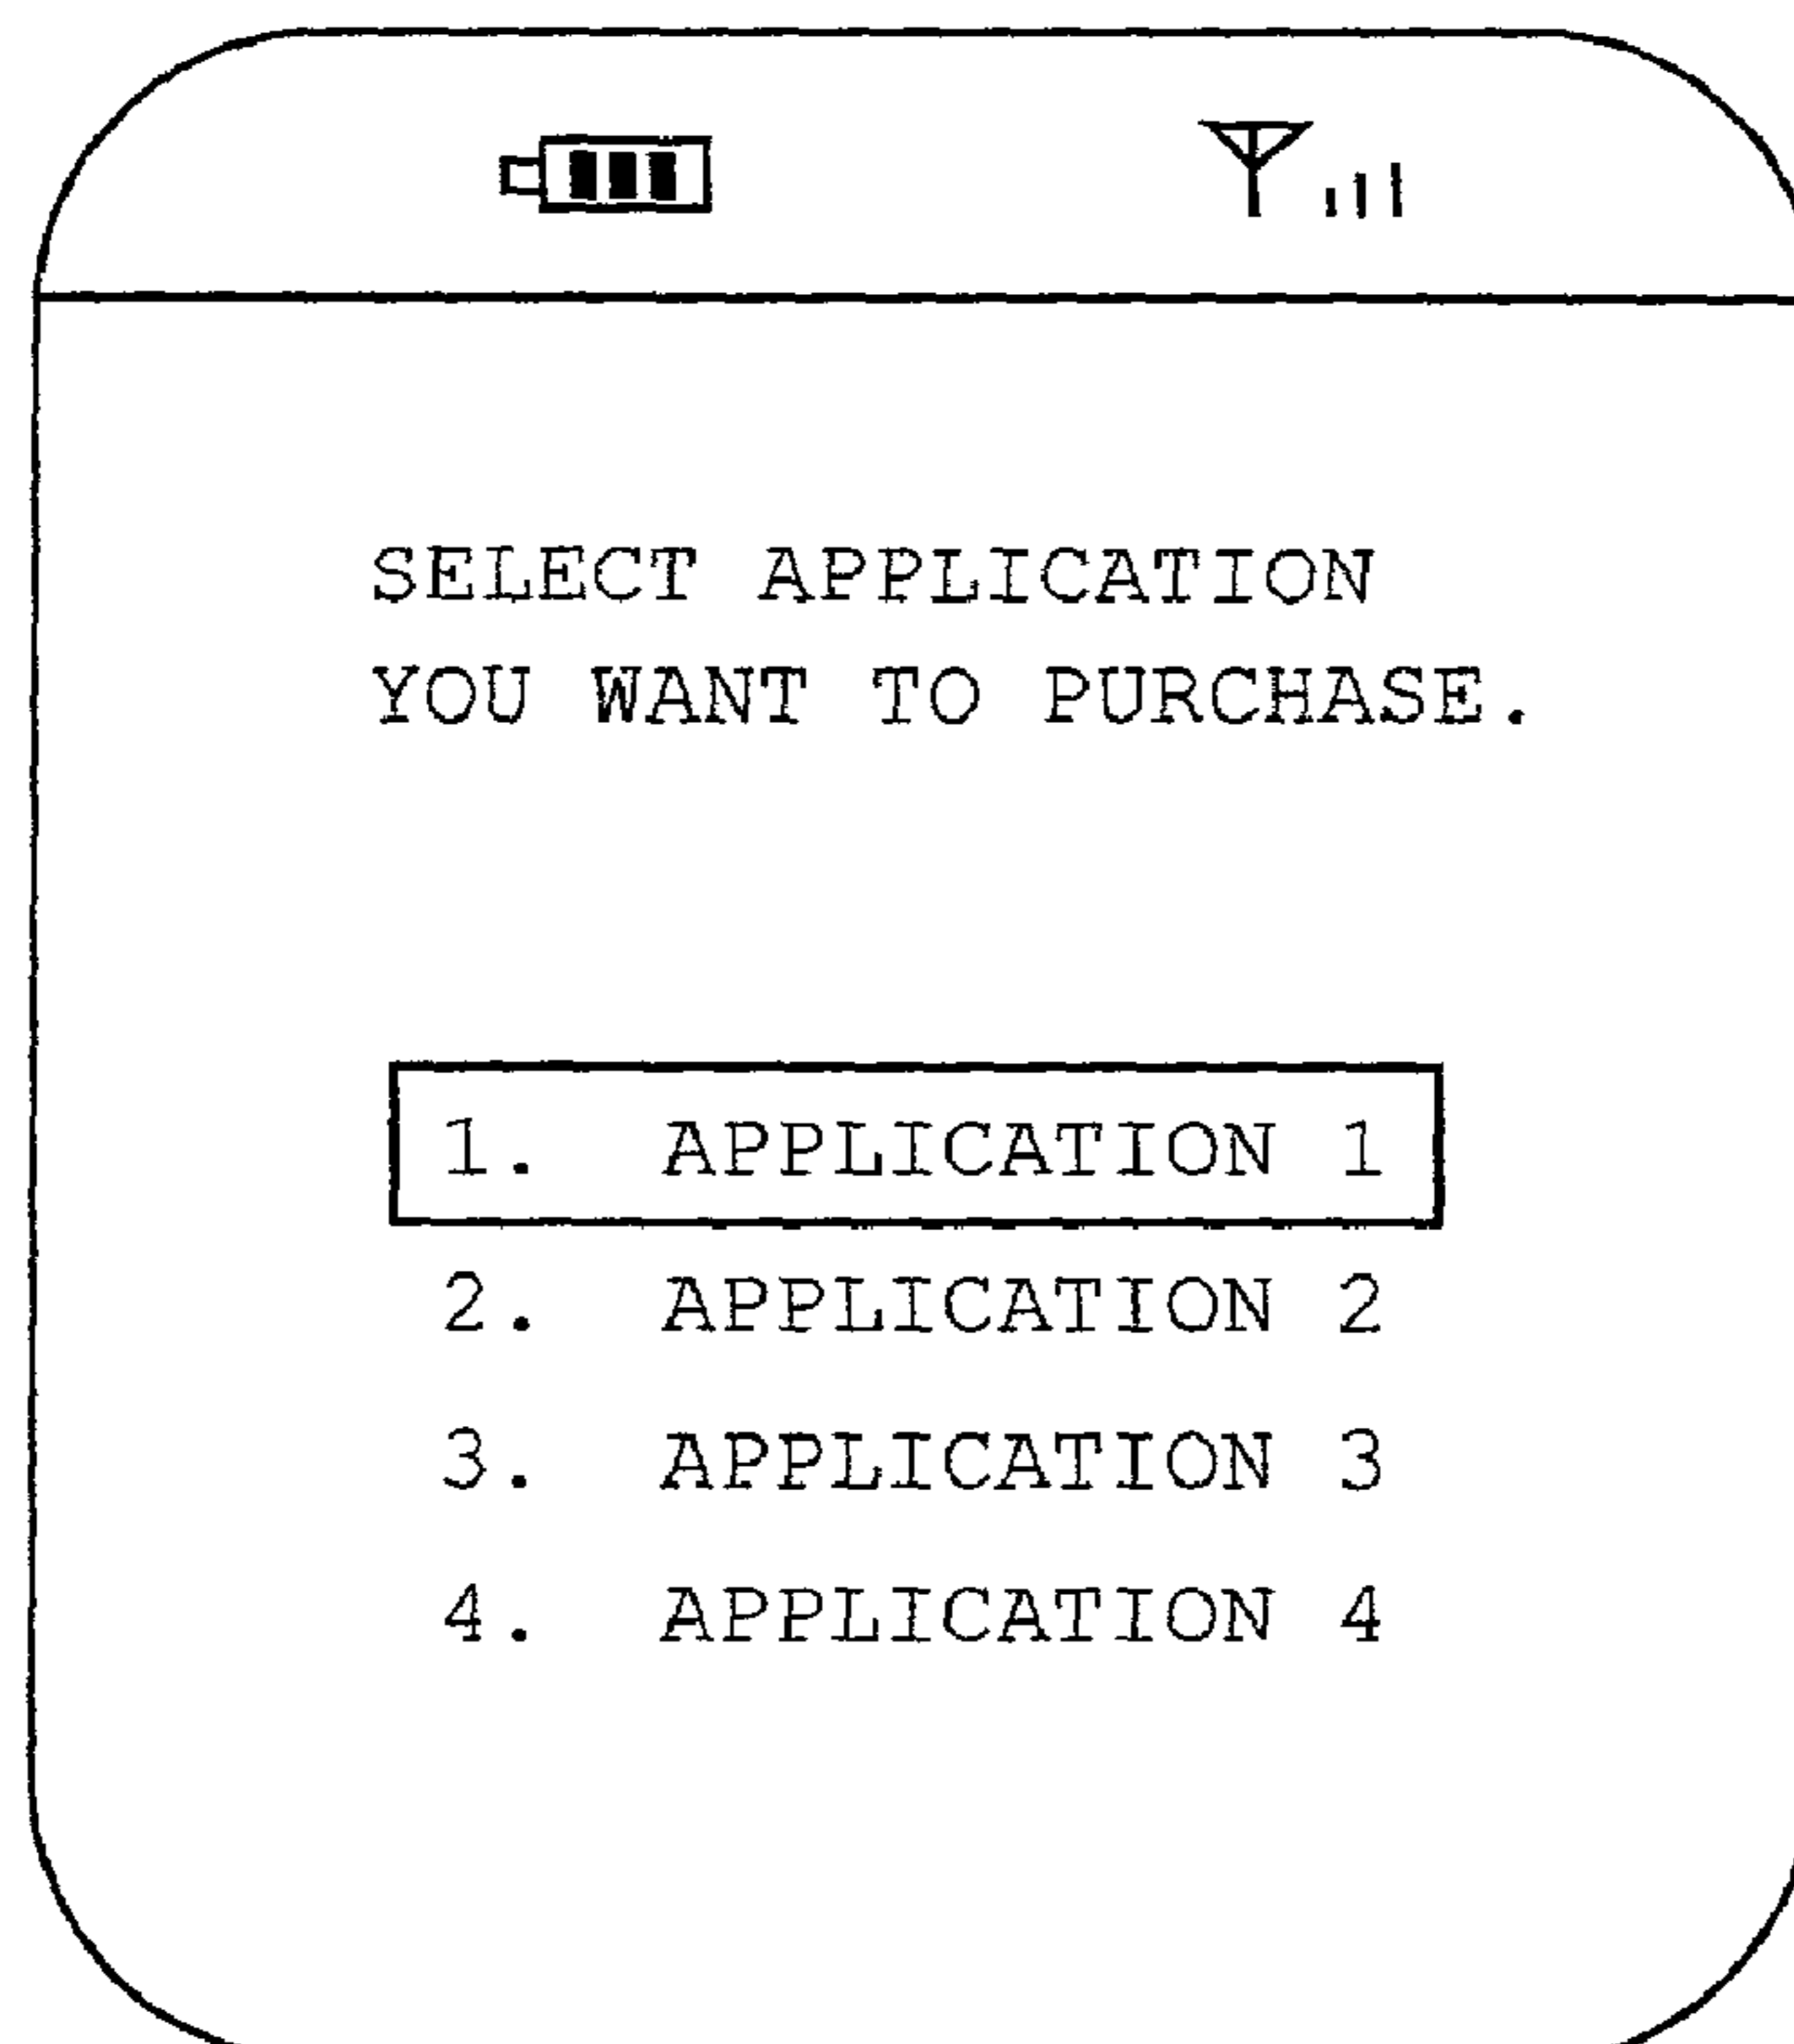 SELECT APPLICATION
YOU WANT TO PURCHASE.
1. APPLICATION 1
2. APPLICATION 2
3. APPLICATION 3
4. APPLICATION 4